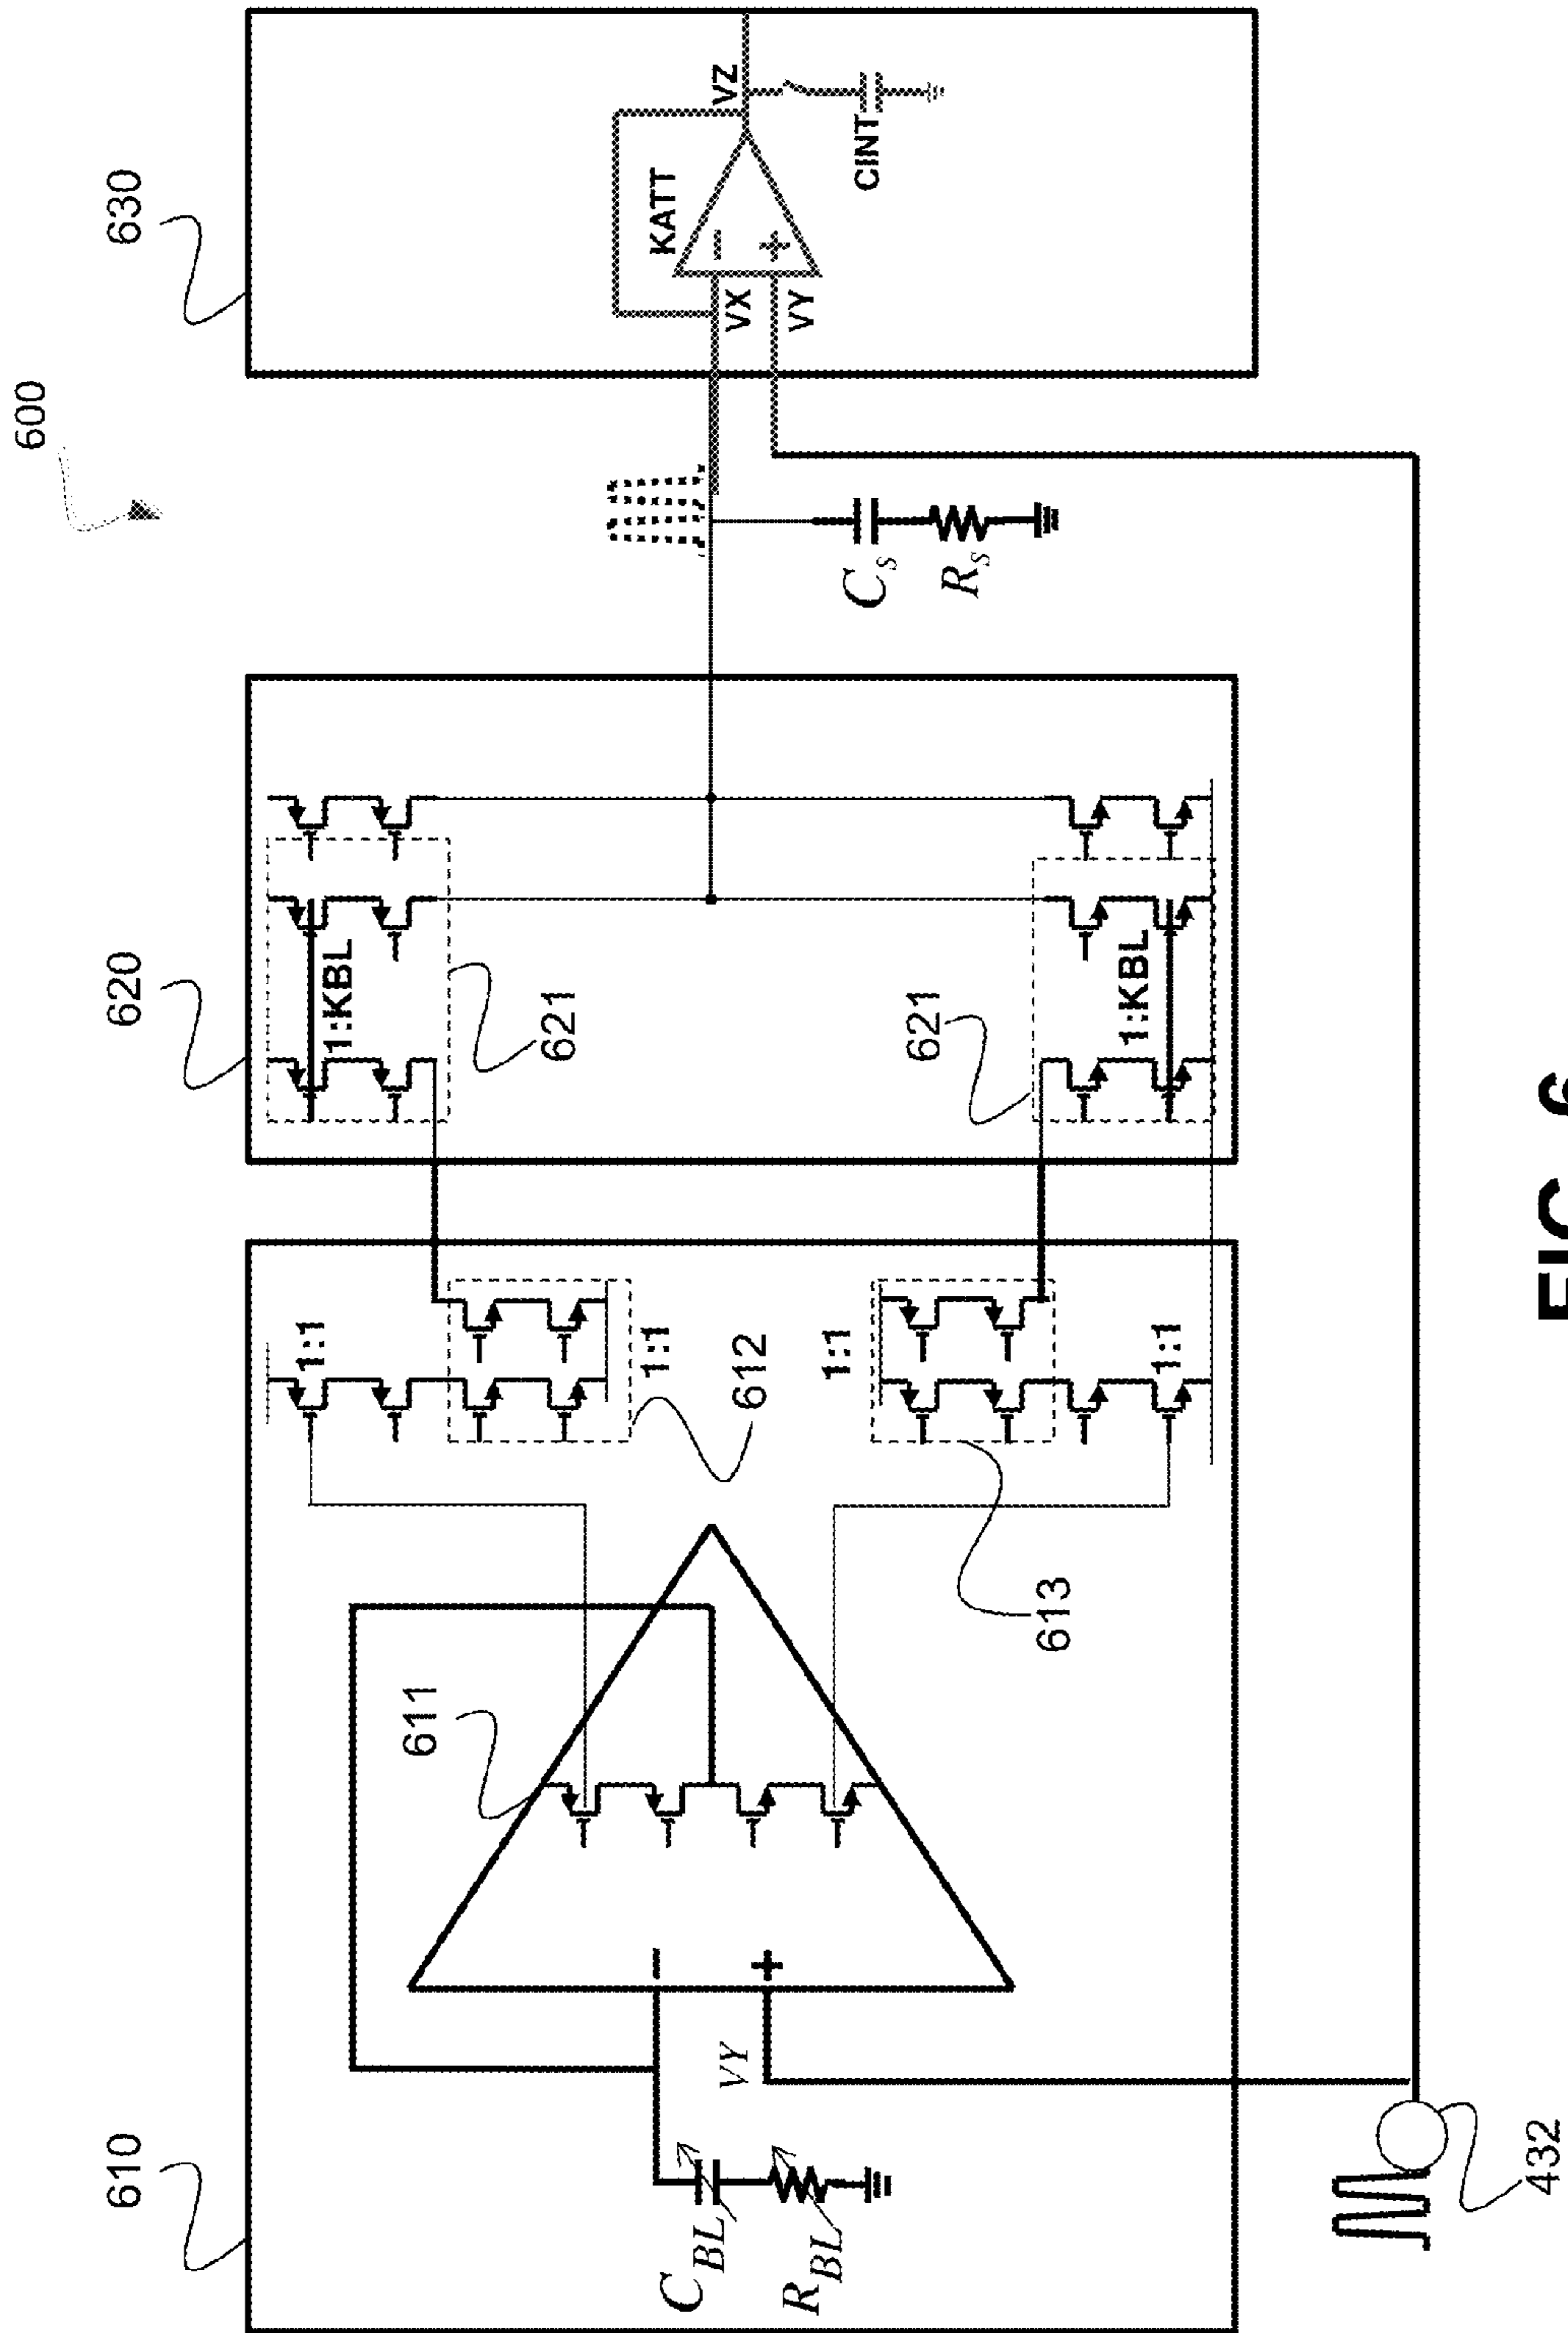 600
610
620
630
611
1:1
1:KBL
621
KATT
VX
VY
VZ
CINT
1:1
612
C_BL
R_BL
VY
C_s
R_s
1:1
613
1:1
621
1:KBL
432
FIG. 6